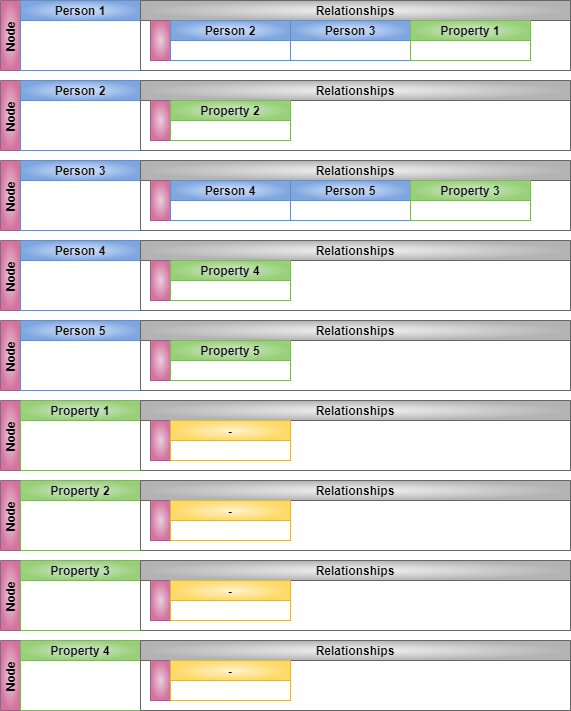 Node
Person 1
Relationships
Person 2 Person 3 Property 1
Node
Person 2
Relationships
Property 2
Node
Person 3
Relationships
Person 4 Person 5 Property 3
Node
Person 4
Relationships
Property 4
Node
Person 5
Relationships
Property 5
Node
Property 1
Relationships
-
Node
Property 2
Relationships
-
Node
Property 3
Relationships
-
Node
Property 4
Relationships
-